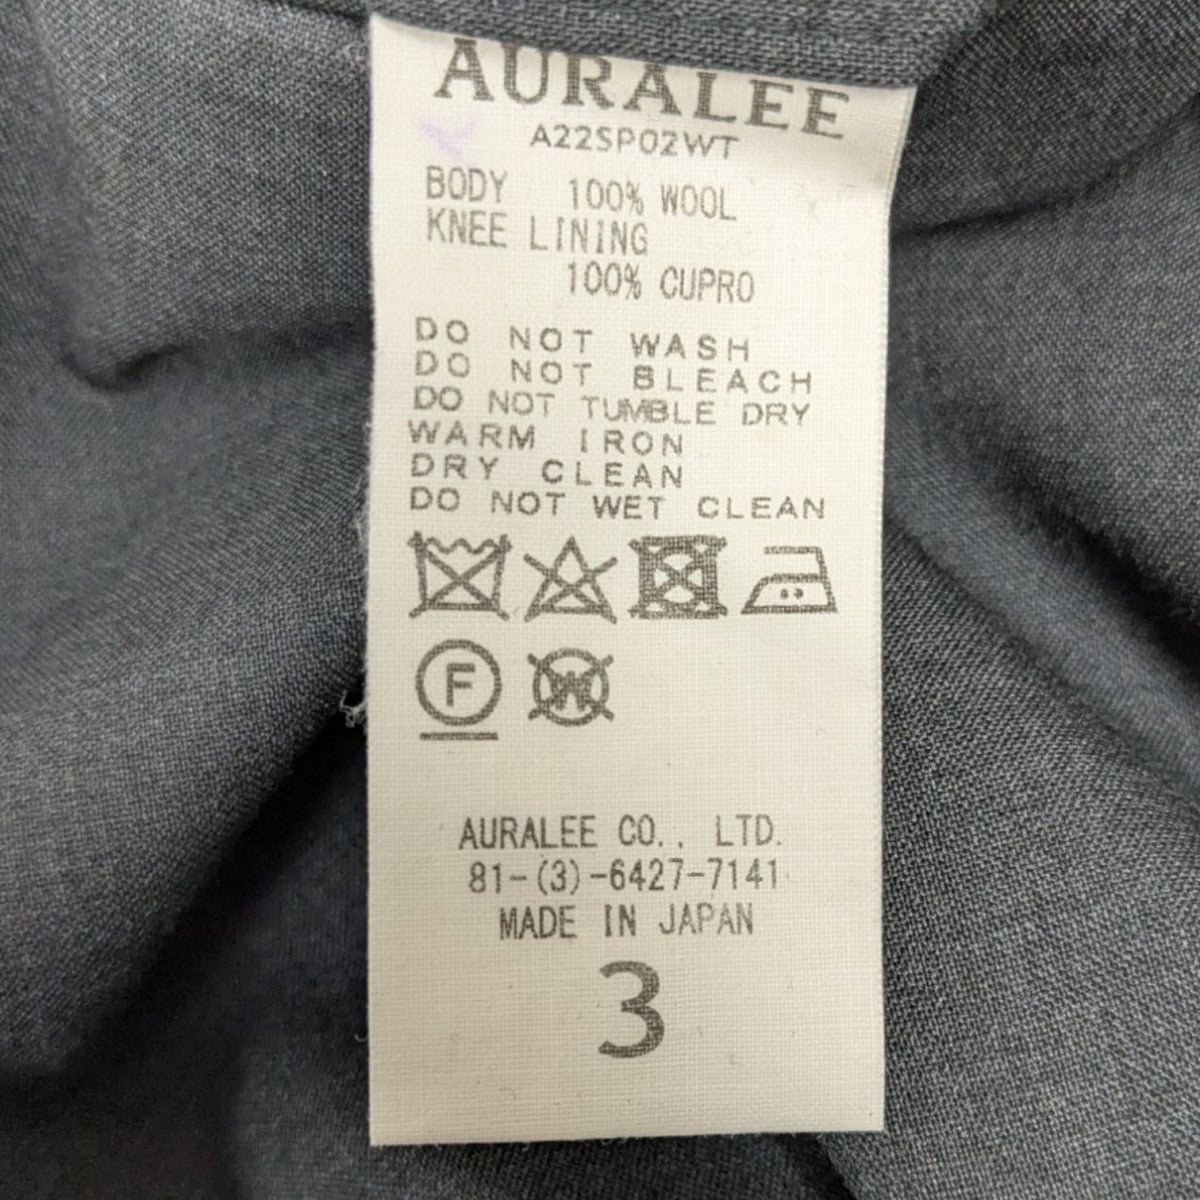 AURALEE
A22SP02WT
BODY 100% WOOL
KNEE LINING
100% CUPRO
DO NOT WASH
DO NOT BLEACH
DO NOT TUMBLE DRY
WARM IRON
DRY CLEAN
DO NOT WET CLEAN
F W
AURALEE CO., LTD.
81-(3)-6427-7141
MADE IN JAPAN
3